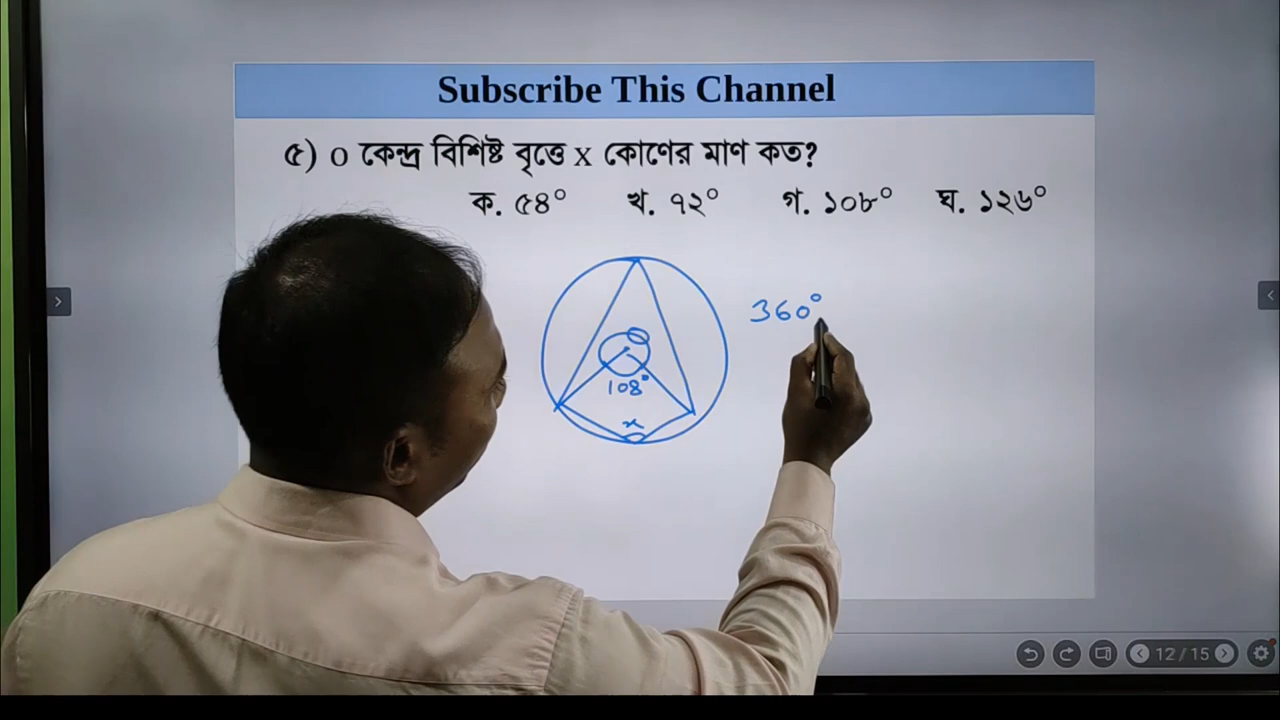 Subscribe This Channel
৫) o কেন্দ্র বিশিষ্ট বৃত্তে x কোণের মাণ কত?
ক. ৫৪° খ. ৭২° গ. ১০৮° ঘ. ১২৬°
360°
108°
x
12/15